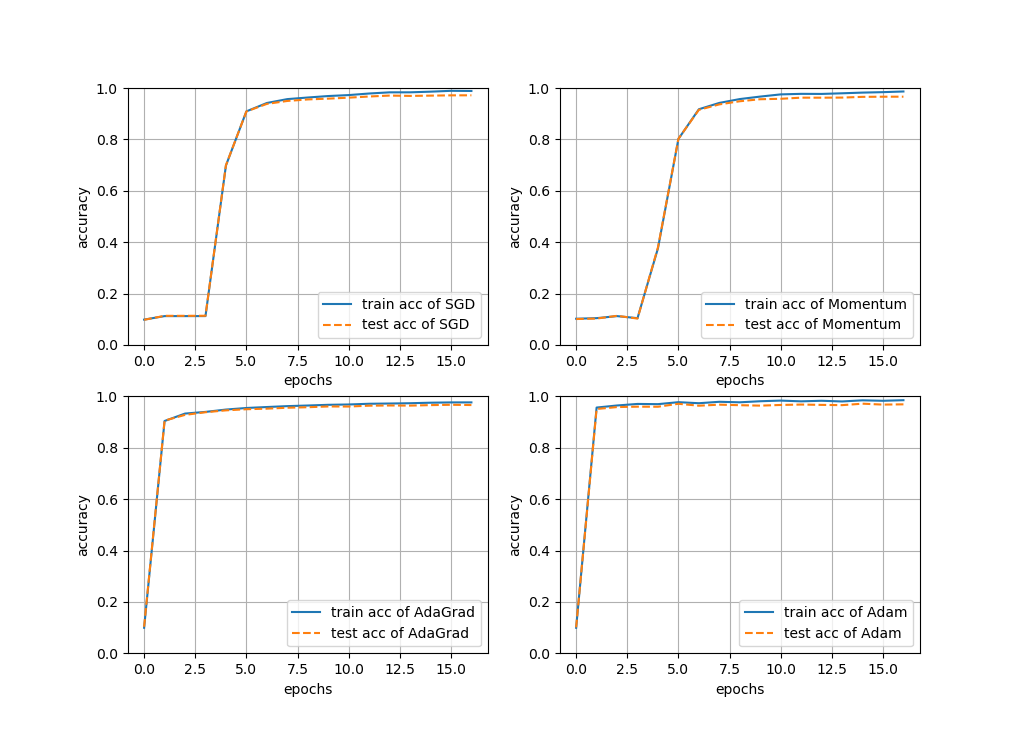 1.0
0.8
0.6
0.4
0.2
0.0
accuracy
train acc of SGD
test acc of SGD
0.0 2.5 5.0 7.5 10.0 12.5 15.0
epochs
1.0
0.8
0.6
0.4
0.2
0.0
accuracy
train acc of Momentum
test acc of Momentum
0.0 2.5 5.0 7.5 10.0 12.5 15.0
epochs
1.0
0.8
0.6
0.4
0.2
0.0
accuracy
train acc of AdaGrad
test acc of AdaGrad
0.0 2.5 5.0 7.5 10.0 12.5 15.0
epochs
1.0
0.8
0.6
0.4
0.2
0.0
accuracy
train acc of Adam
test acc of Adam
0.0 2.5 5.0 7.5 10.0 12.5 15.0
epochs